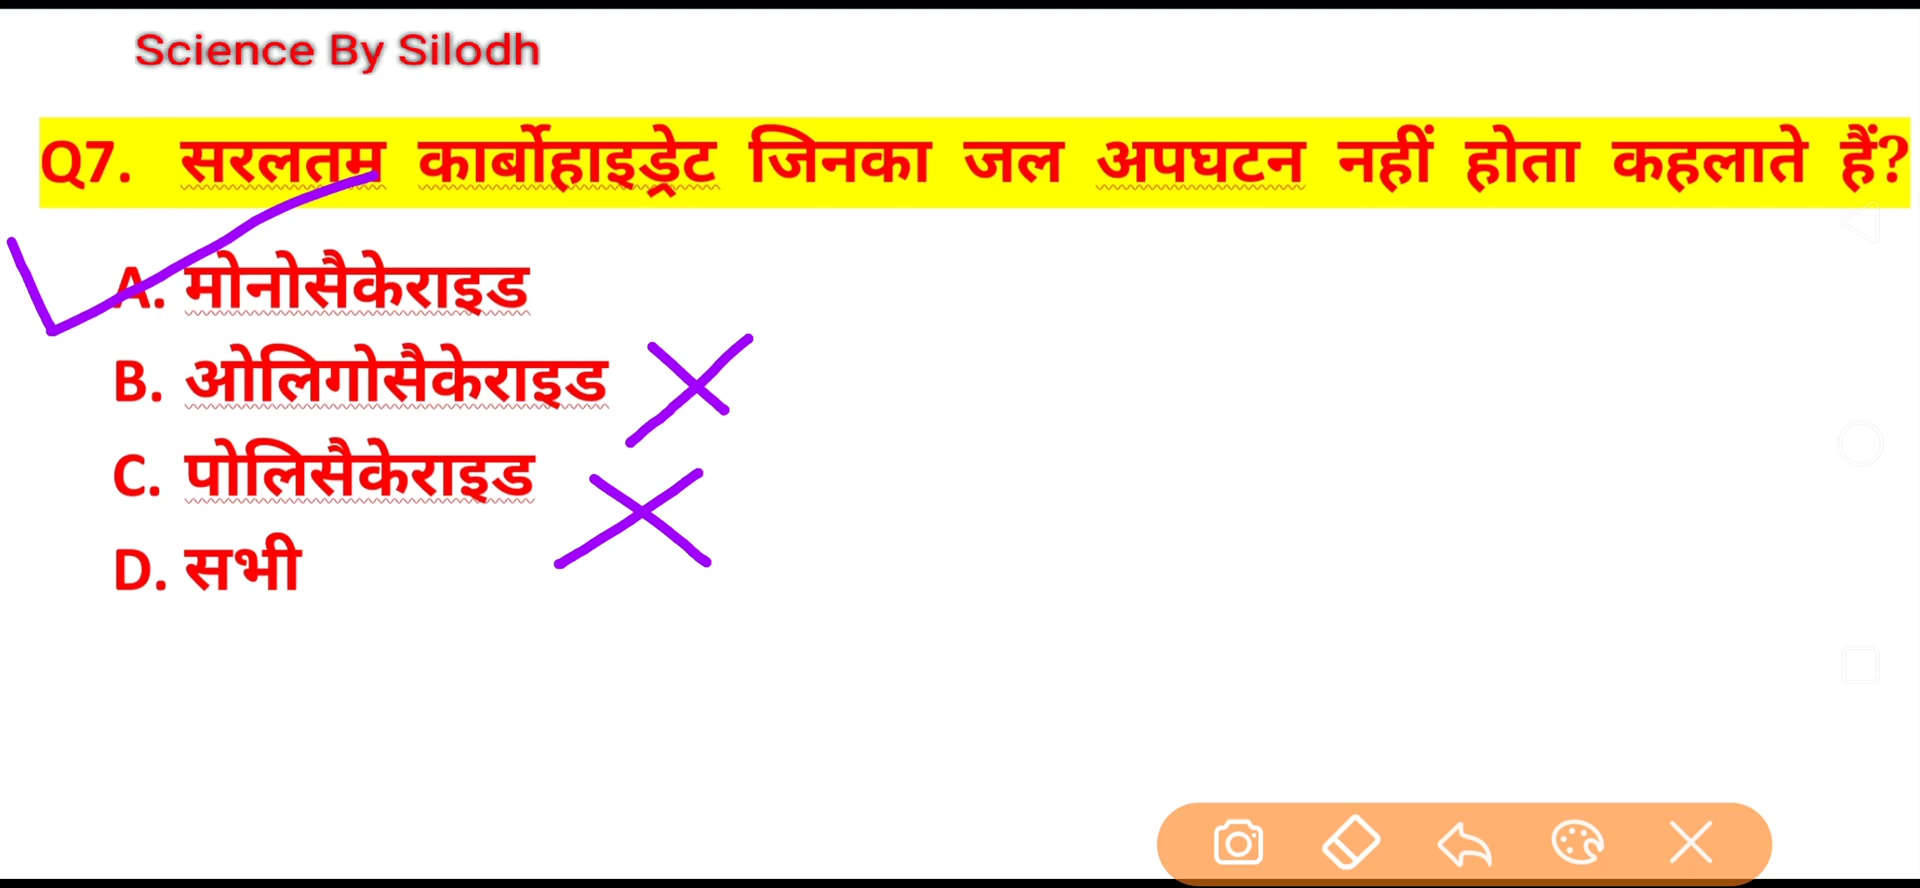 Science By Silodh
Q7. सरलतम कार्बोहाइड्रेट जिनका जल अपघटन नहीं होता कहलाते हैं?
A. मोनोसैकेराइड
B. ओलिगोसैकेराइड
C. पोलिसैकेराइड
D. सभी